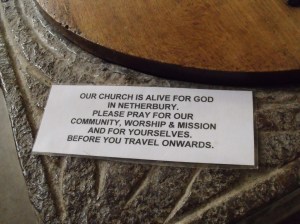 OUR CHURCH IS ALIVE FOR GOD
IN NETHERBURY.
PLEASE PRAY FOR OUR
COMMUNITY, WORSHIP & MISSION
AND FOR YOURSELVES.
BEFORE YOU TRAVEL ONWARDS.